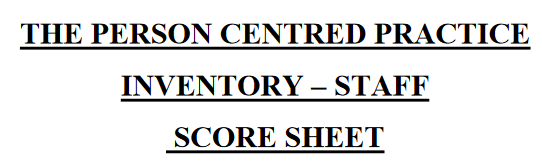 THE PERSON CENTRED PRACTICE
INVENTORY – STAFF
SCORE SHEET